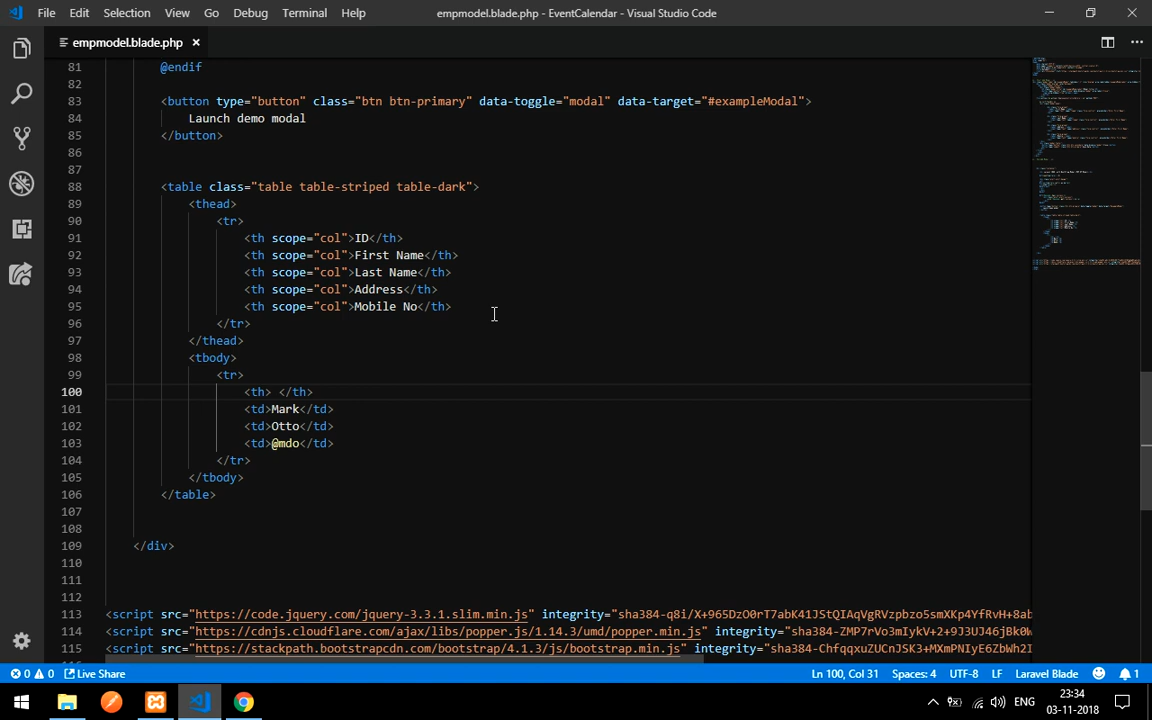 File Edit Selection View Go Debug Terminal Help empmodel.blade.php - EventCalendar - Visual Studio Code
empmodel.blade.php ×
81 @endif
82
83 <button type="button" class="btn btn-primary" data-toggle="modal" data-target="#exampleModal">
84 Launch demo modal
85 </button>
86
87
88 <table class="table table-striped table-dark">
89 <thead>
90 <tr>
91 <th scope="col">ID</th>
92 <th scope="col">First Name</th>
93 <th scope="col">Last Name</th>
94 <th scope="col">Address</th>
95 <th scope="col">Mobile No</th>
96 </tr>
97 </thead>
98 <tbody>
99 <tr>
100 <th> </th>
101 <td>Mark</td>
102 <td>Otto</td>
103 <td>@mdo</td>
104 </tr>
105 </tbody>
106 </table>
107
108
109 </div>
110
111
112
113 <script src="https://code.jquery.com/jquery-3.3.1.slim.min.js" integrity="sha384-q8i/X+965DzO0rT7abK41JStQIAqVgRVzpbzo5smXKp4YfRvH+8ab
114 <script src="https://cdnjs.cloudflare.com/ajax/libs/popper.js/1.14.3/umd/popper.min.js" integrity="sha384-ZMP7rVo3mIykV+2+9J3UJ46jBk0W
115 <script src="https://stackpath.bootstrapcdn.com/bootstrap/4.1.3/js/bootstrap.min.js" integrity="sha384-ChfqqxuZUCnJSK3+MXmPNIyE6ZbWh2I
0 0 Live Share Ln 100, Col 31 Spaces: 4 UTF-8 LF Laravel Blade 1
ENG 23:34
03-11-2018